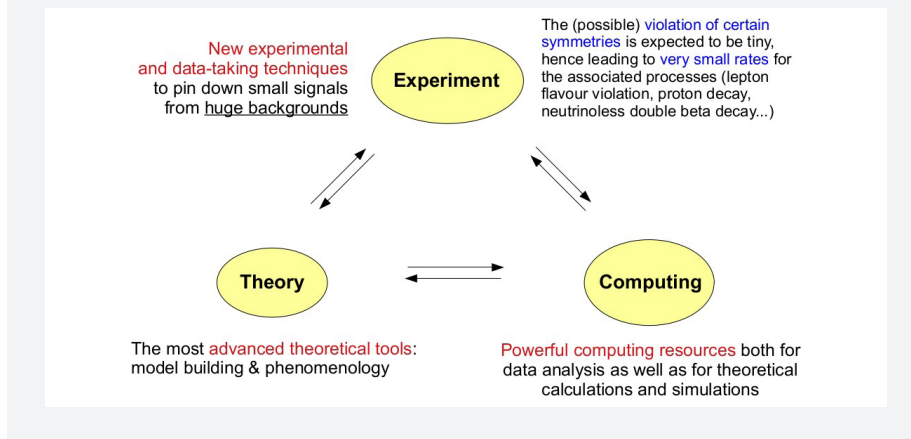 New experimental
and data-taking techniques
to pin down small signals
from huge backgrounds
Experiment
The (possible) violation of certain
symmetries is expected to be tiny,
hence leading to very small rates for
the associated processes (lepton
flavour violation, proton decay,
neutrinoless double beta decay...)
Theory
Computing
The most advanced theoretical tools:
model building & phenomenology
Powerful computing resources both for
data analysis as well as for theoretical
calculations and simulations